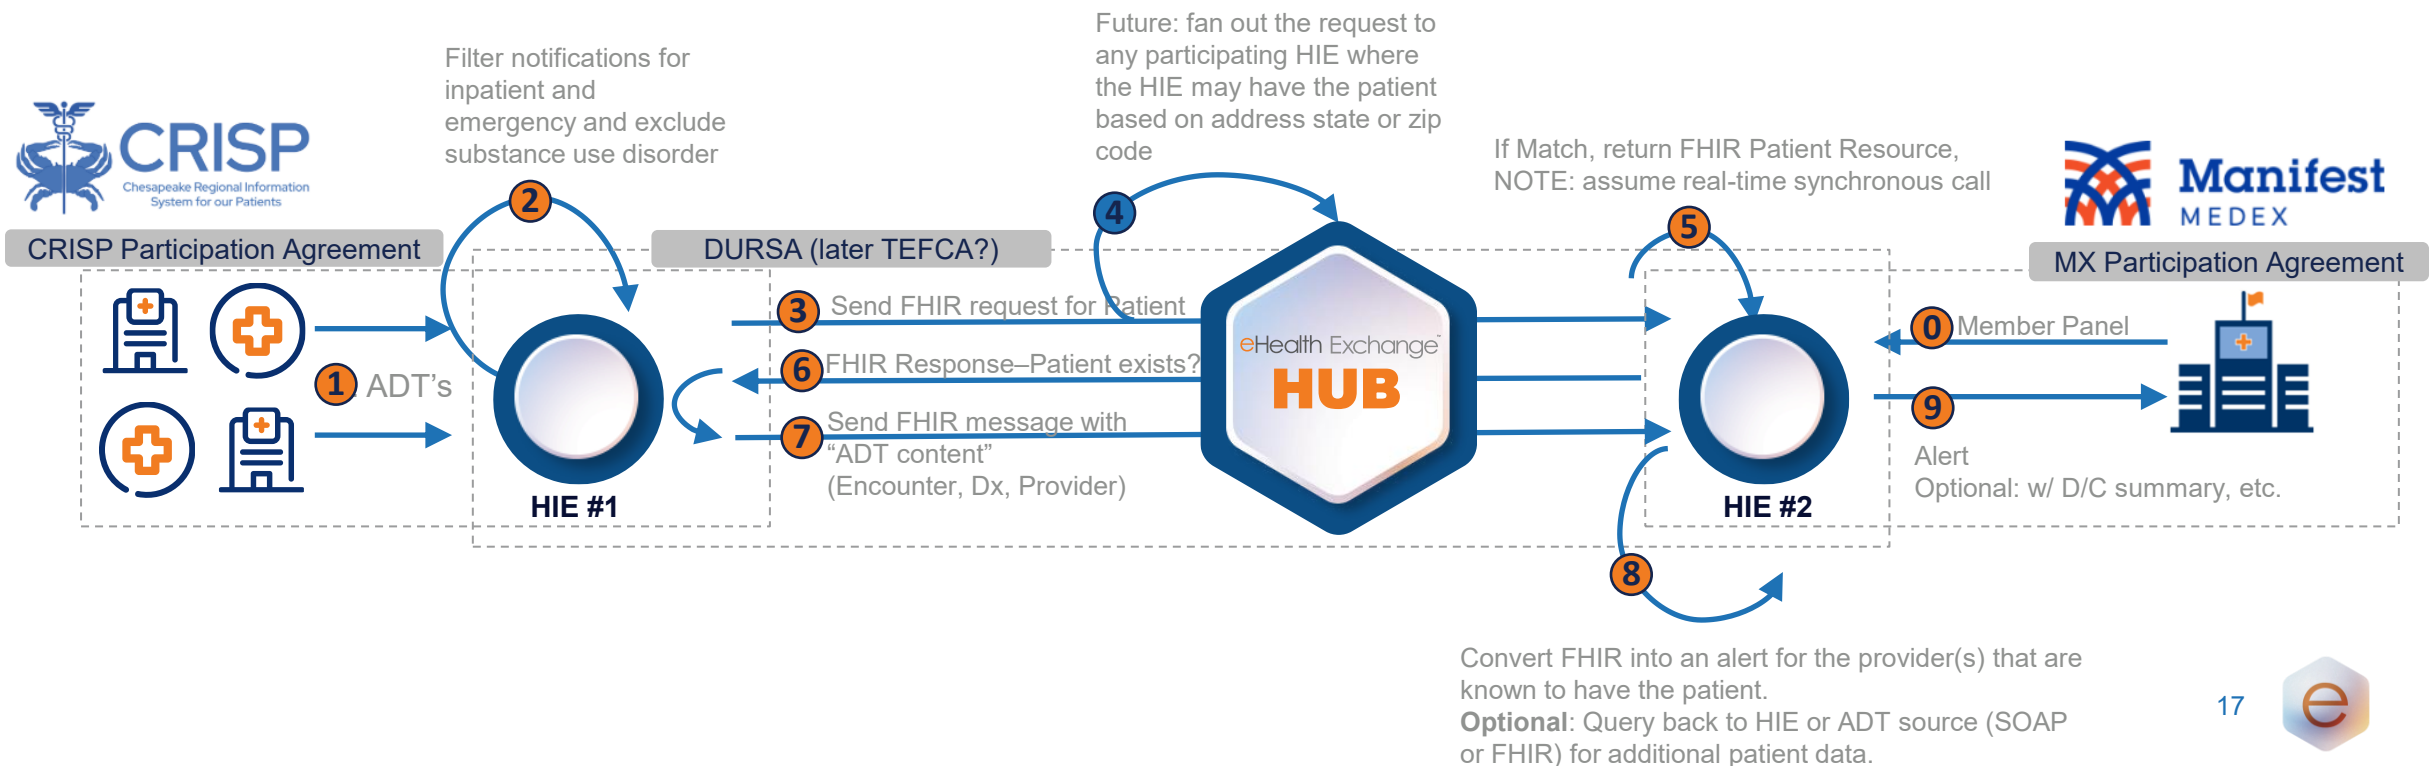 Future: fan out the request to
any participating HIE where
the HIE may have the patient
based on address state or zip
code
Filter notifications for
inpatient and
emergency and exclude
substance use disorder
CRISP
Chesapeake Regional Information
System for our Patients
If Match, return FHIR Patient Resource,
NOTE: assume real-time synchronous call
Manifest
MEDEX
2
4
5
CRISP Participation Agreement
DURSA (later TEFCA?)
MX Participation Agreement
3 Send FHIR request for Patient
0 Member Panel
eHealth Exchange™
HUB
6 FHIR Response–Patient exists?
1 ADT's
7 Send FHIR message with
“ADT content”
(Encounter, Dx, Provider)
9
Alert
Optional: w/ D/C summary, etc.
HIE #1
HIE #2
8
Convert FHIR into an alert for the provider(s) that are
known to have the patient.
Optional: Query back to HIE or ADT source (SOAP
or FHIR) for additional patient data.
17
e